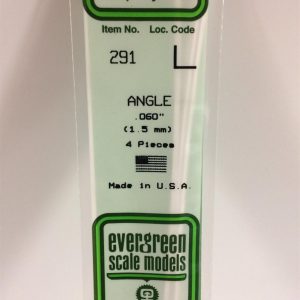 Item No. Loc. Code
291 L
ANGLE
.060"
(1.5 mm)
4 Pieces
Made in U.S.A.
evergreen
scale models